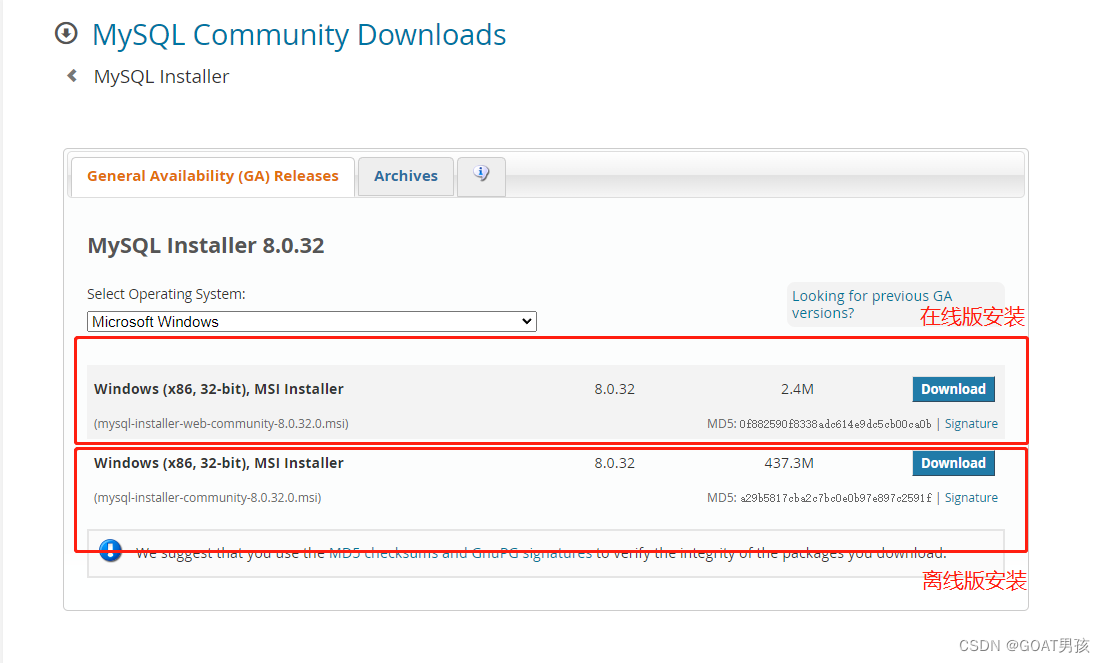 MySQL Community Downloads
MySQL Installer
General Availability (GA) Releases
Archives
MySQL Installer 8.0.32
Select Operating System:
Looking for previous GA
versions?
在线版安装
Microsoft Windows
Windows (x86, 32-bit), MSI Installer 8.0.32 2.4M Download
(mysql-installer-web-community-8.0.32.0.msi) MD5: 0f882590f8338adc614e9dc5cb00ca0b | Signature
Windows (x86, 32-bit), MSI Installer 8.0.32 437.3M Download
(mysql-installer-community-8.0.32.0.msi) MD5: a29b5817cba2c7bc0e0b97e897c2591f | Signature
We suggest that you use the MD5 checksums and GnuPG signatures to verify the integrity of the packages you download.
离线版安装
CSDN @GOAT男孩